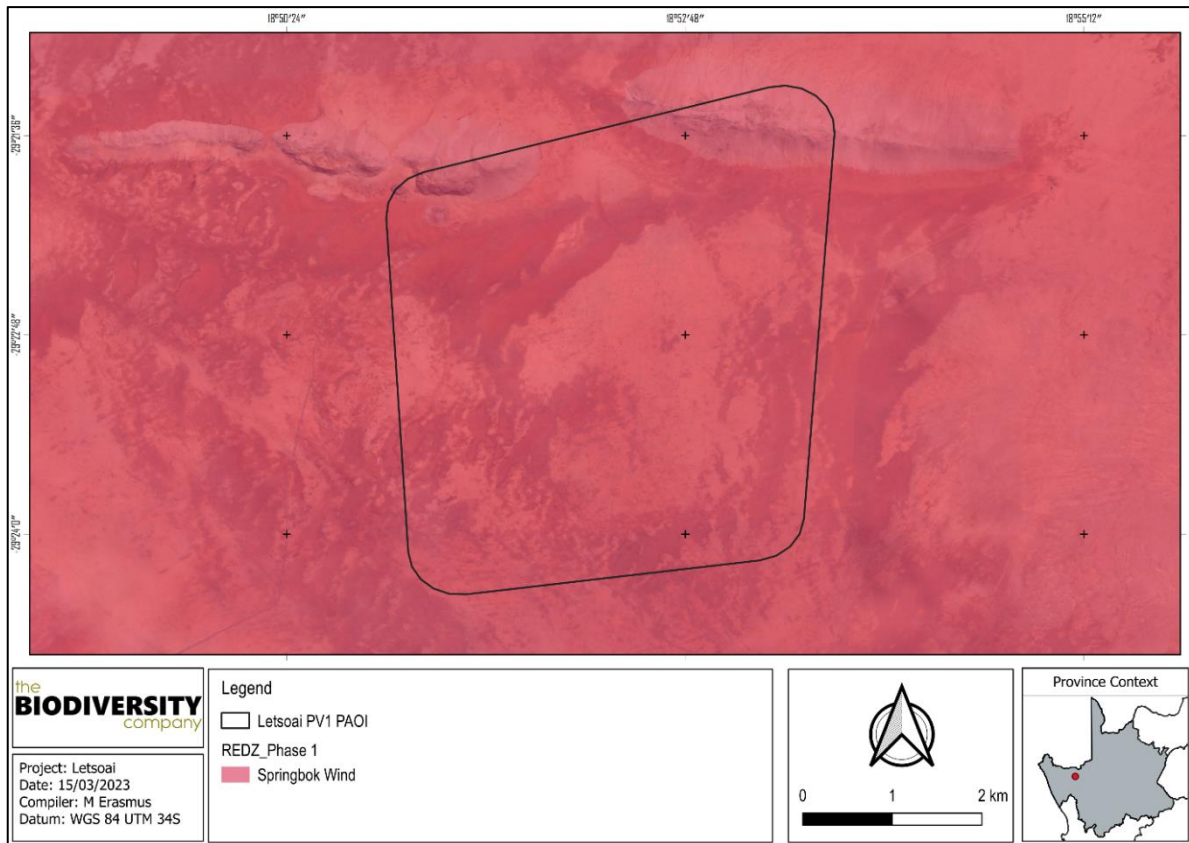 18°50'24"
18°52'48"
18°55'12"
-29°21'36"
-29°22'48"
-29°24'0"
the
BIODIVERSITY
company
Project: Letsoai
Date: 15/03/2023
Compiler: M Erasmus
Datum: WGS 84 UTM 34S
Legend
Letsoai PV1 PAOI
REDZ_Phase 1
Springbok Wind
0 1 2 km
Province Context